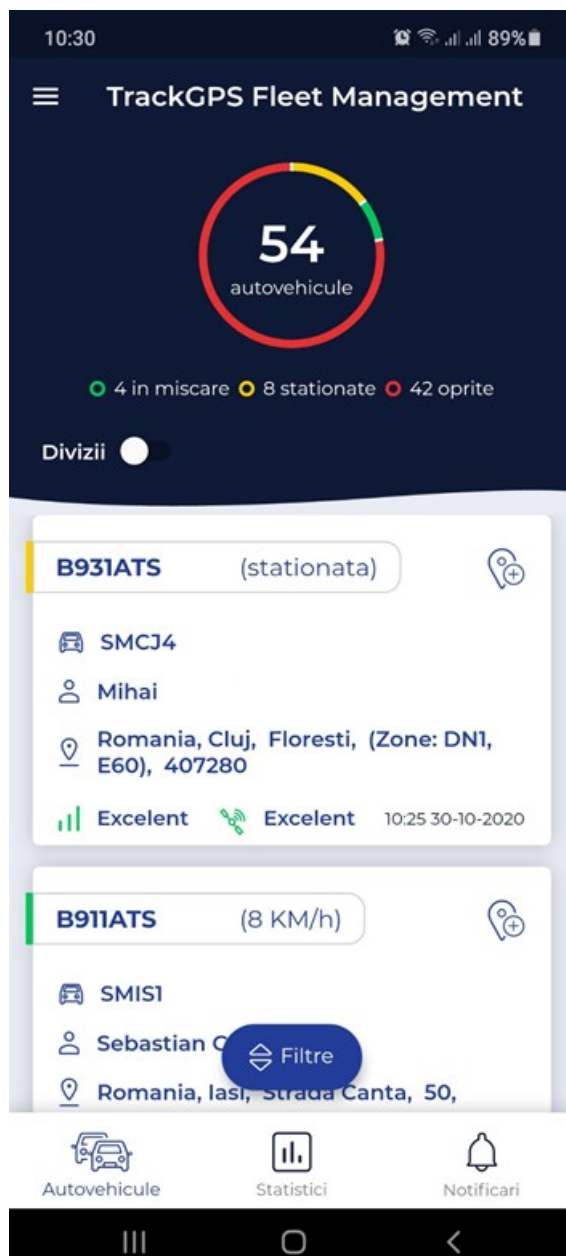 10:30 89%
TrackGPS Fleet Management
54
autovehicule
4 in miscare 8 stationate 42 oprite
Divizii
B931ATS (stationata)
SMCJ4
Mihai
Romania, Cluj, Floresti, (Zone: DN1,
E60), 407280
Excelent Excelent 10:25 30-10-2020
B911ATS (8 KM/h)
SMIS1
Sebastian
Filtre
Romania, Iasi, Strada Canta, 50,
Autovehicule Statistici Notificari